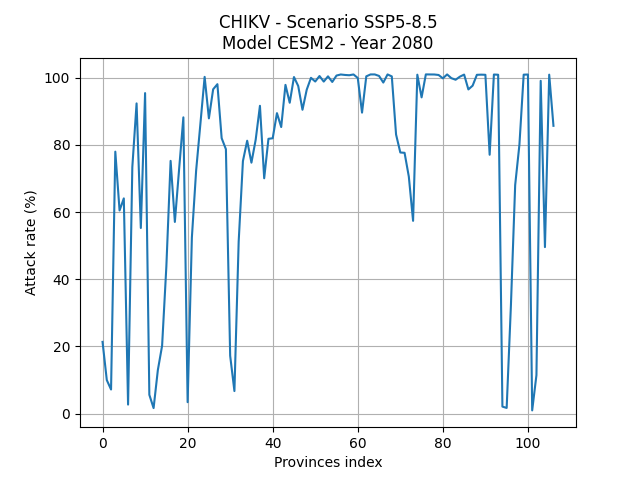 CHIKV - Scenario SSP5-8.5
Model CESM2 - Year 2080
100
80
60
40
20
0
Attack rate (%)
0 20 40 60 80 100
Provinces index